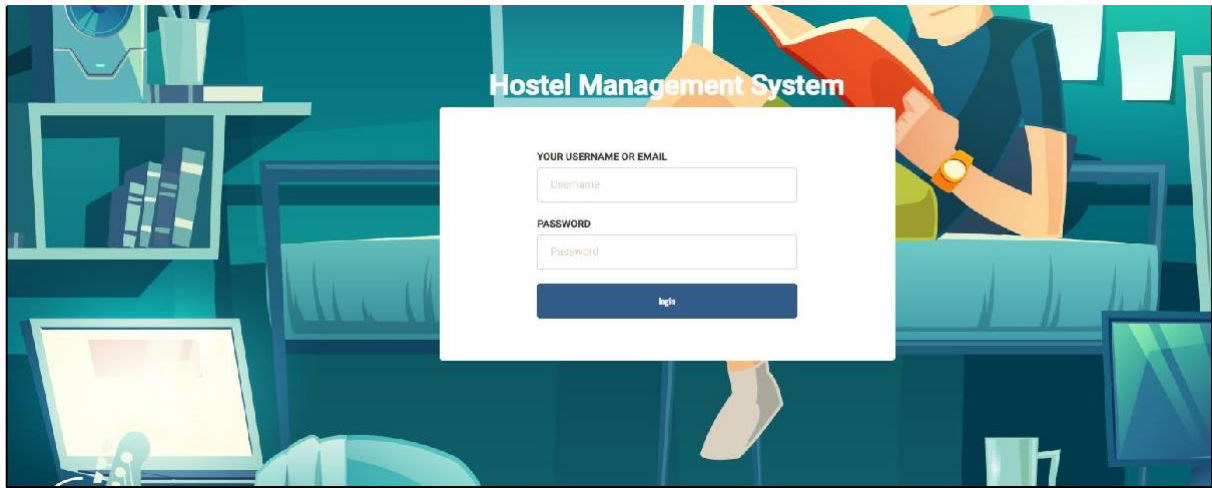 Hostel Management System
YOUR USERNAME OR EMAIL
Username
PASSWORD
Password
login